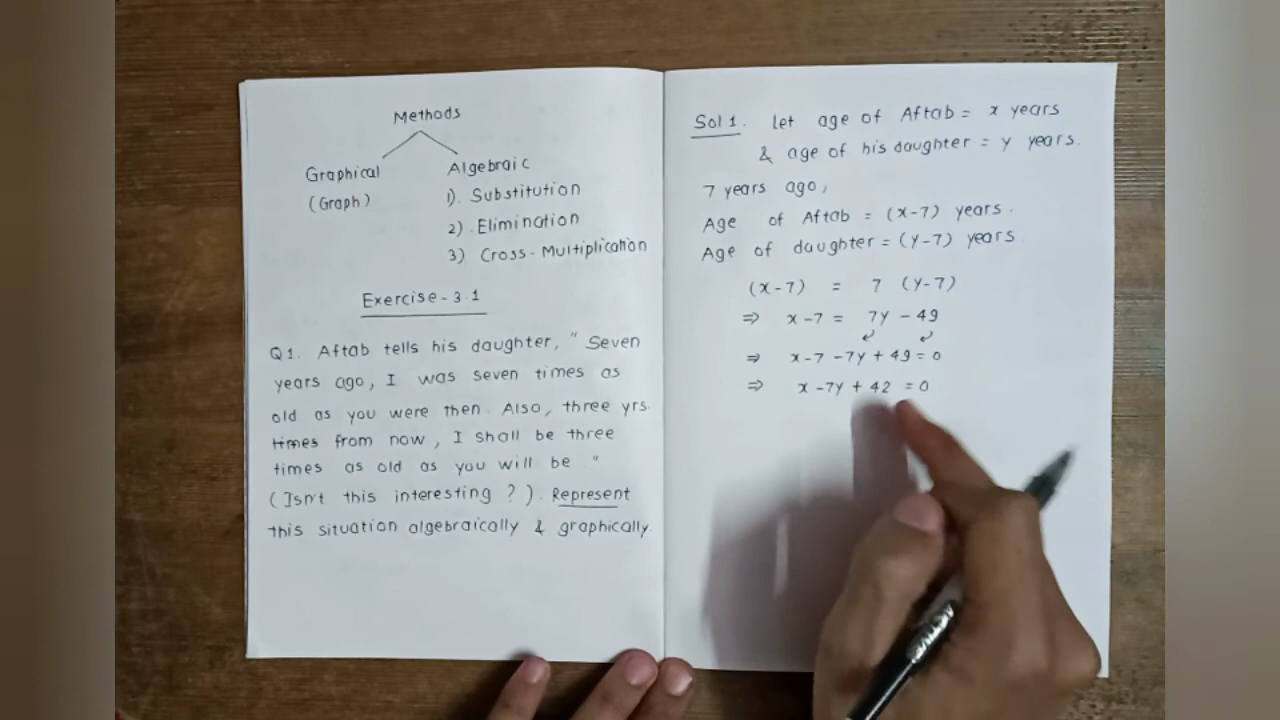 Methods
Graphical
(Graph)
Algebraic
1). Substitution
2). Elimination
3) Cross-Multiplication
Exercise-3.1
Q1. Aftab tells his daughter, "Seven
years ago, I was seven times as
old as you were then. Also, three yrs.
times from now, I shall be three
times as old as you will be "
(Isn't this interesting ?). Represent
this situation algebraically & graphically.
Sol 1. let age of Aftab = x years
& age of his daughter = y years.
7 years ago,
Age of Aftab = (x-7) years.
Age of daughter = (y-7) years
(x-7) = 7 (y-7)
⇒ x-7 = 7y - 49
⇒ x-7 -7y + 49 = 0
⇒ x -7y + 42 = 0